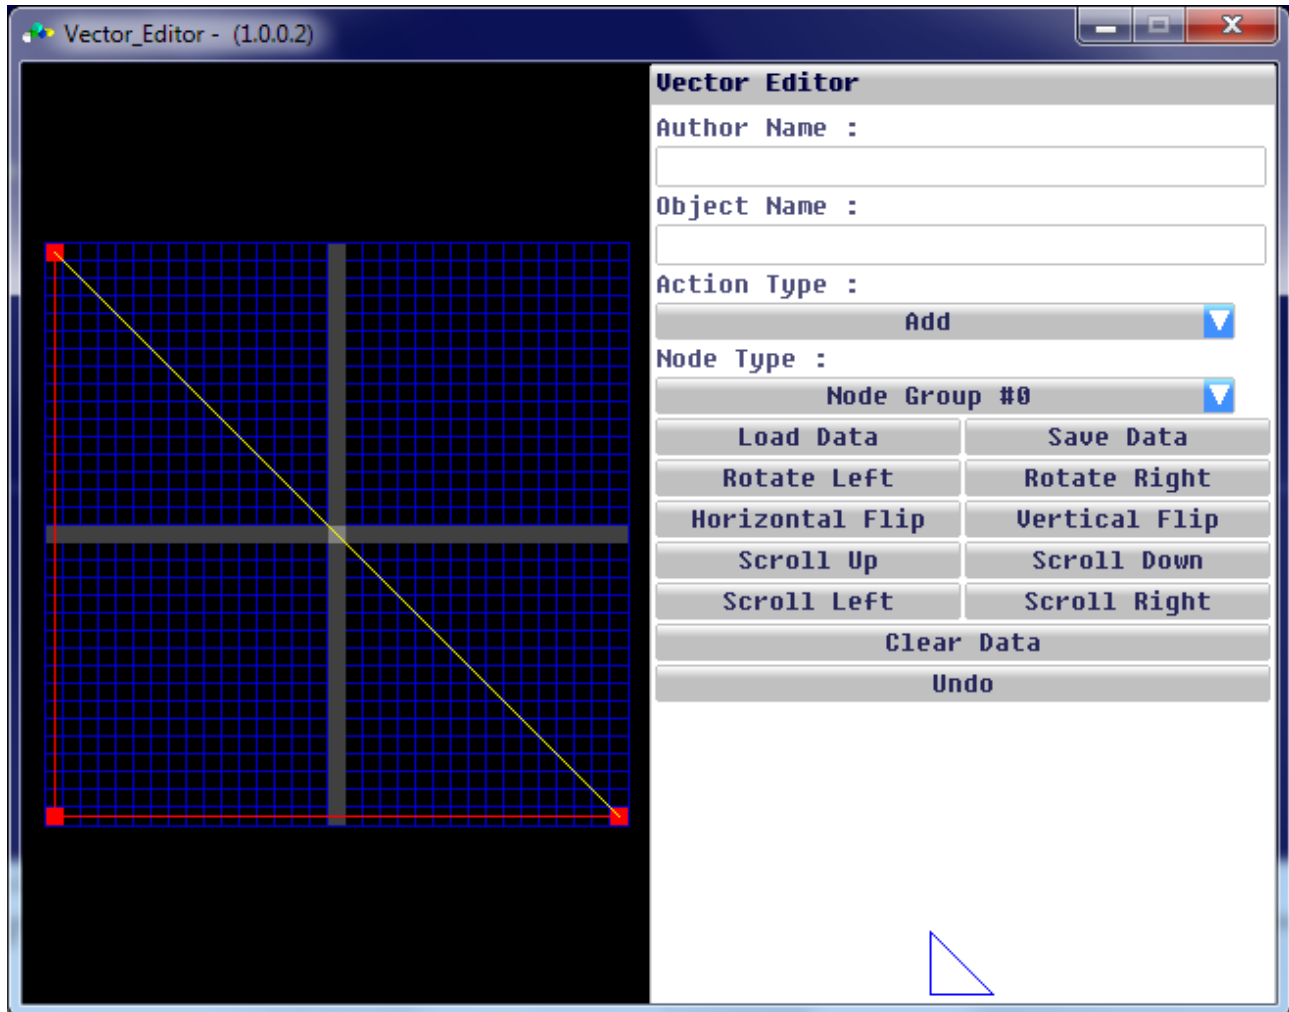 Vector_Editor - (1.0.0.2)
Vector Editor
Author Name :
Object Name :
Action Type :
Add
Node Type :
Node Group #0
Load Data Save Data
Rotate Left Rotate Right
Horizontal Flip Vertical Flip
Scroll Up Scroll Down
Scroll Left Scroll Right
Clear Data
Undo